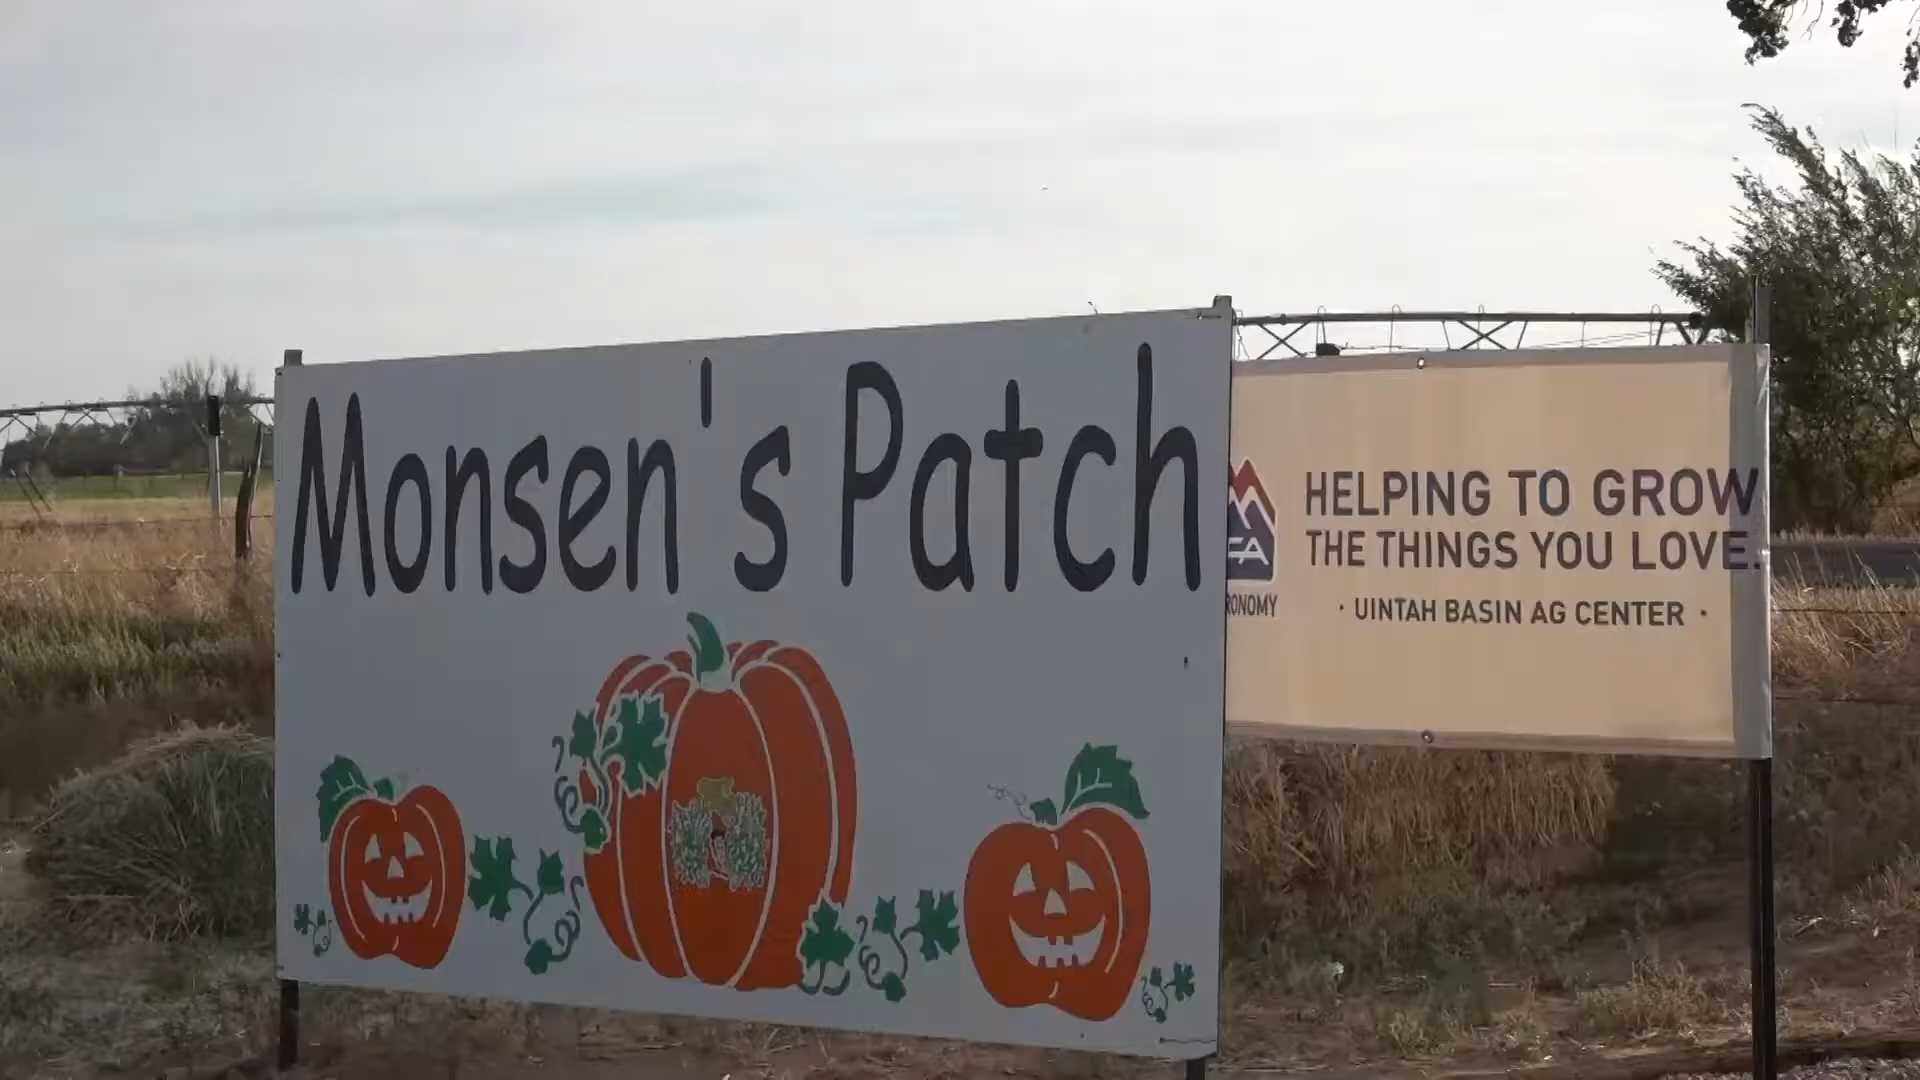 Monsen's Patch
HELPING TO GROW
THE THINGS YOU LOVE.
· UINTAH BASIN AG CENTER ·